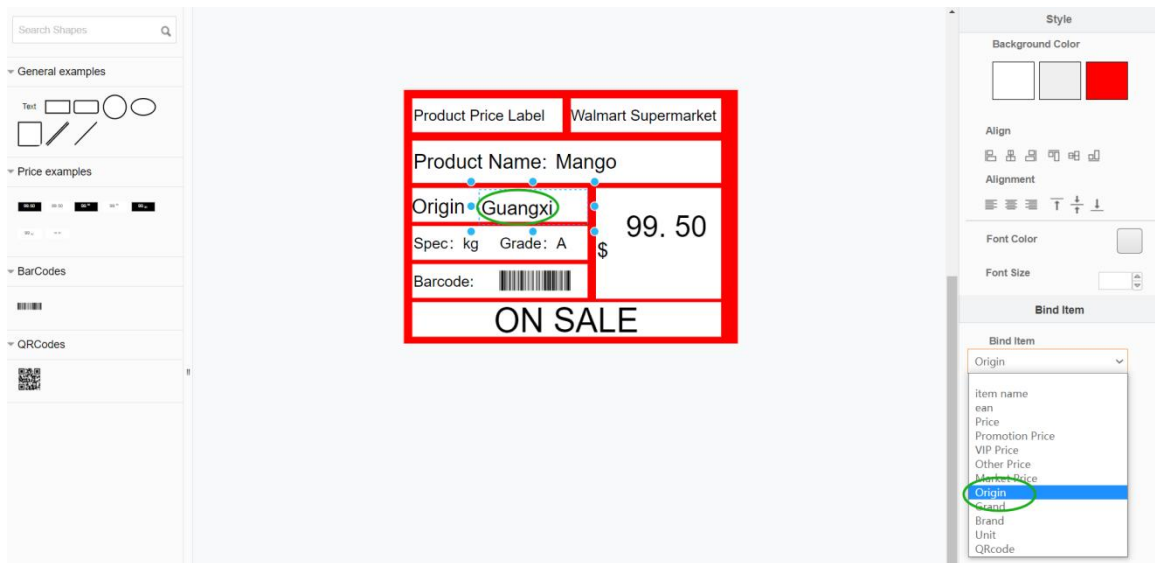 Search Shapes
General examples
Text
Price examples
BarCodes
QRCodes
Product Price Label
Walmart Supermarket
Product Name: Mango
Origin
Guangxi
99. 50
$
Spec: kg
Grade: A
Barcode:
ON SALE
Style
Background Color
Align
Alignment
Font Color
Font Size
Bind Item
Bind Item
Origin
item name
ean
Price
Promotion Price
VIP Price
Other Price
Market Price
Origin
Grand
Brand
Unit
QRcode